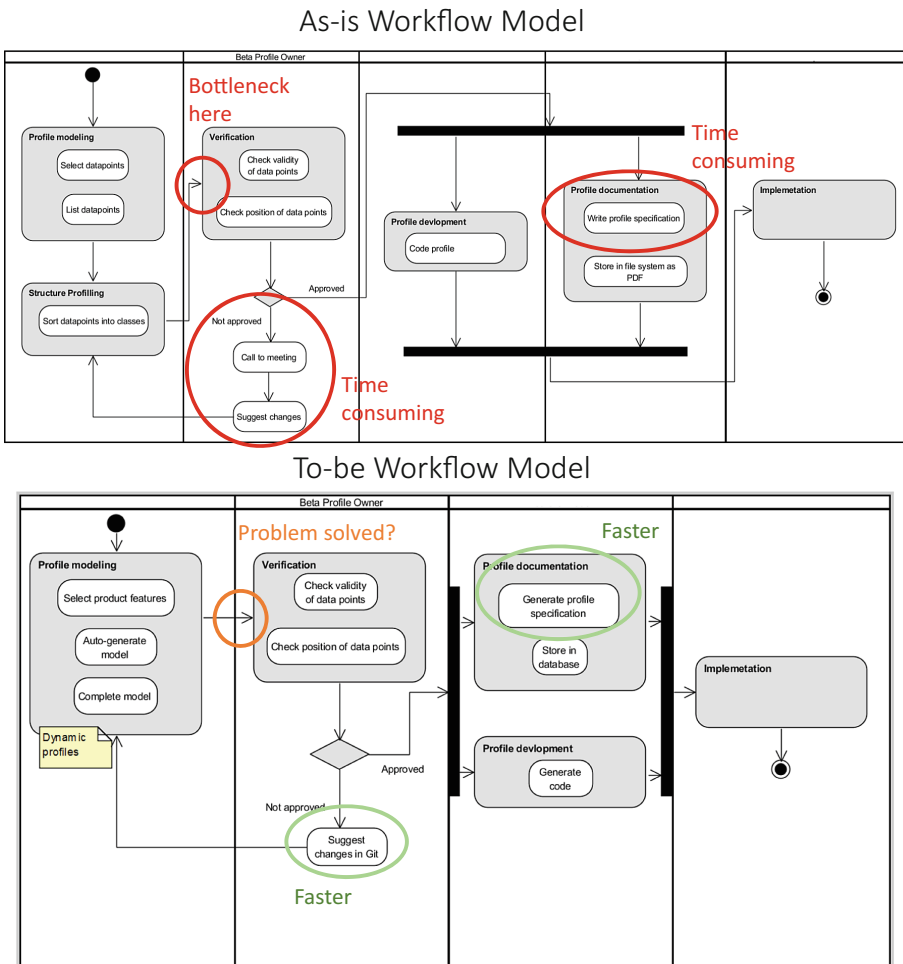 As-is Workflow Model
Beta Profile Owner
Bottleneck
here
Profile modeling
Select datapoints
List datapoints
Verification
Check validity
of data points
Check position of data points
Time
consuming
Profile documentation
Write profile specification
Store in file system as
PDF
Implemetation
Profile devlopment
Code profile
Structure Profilling
Sort datapoints into classes
Approved
Not approved
Call to meeting
Suggest changes
Time
consuming
To-be Workflow Model
Beta Profile Owner
Problem solved?
Faster
Profile modeling
Select product features
Auto-generate
model
Complete model
Dynamic
profiles
Verification
Check validity
of data points
Check position of data points
Approved
Not approved
Suggest
changes in Git
Faster
Profile documentation
Generate profile
specification
Store in
database
Profile devlopment
Generate
code
Implemetation